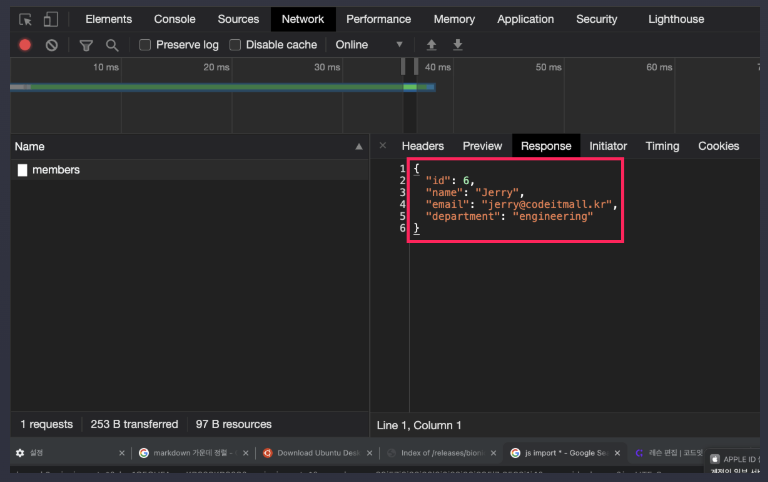 Elements Console Sources Network Performance Memory Application Security Lighthouse
Preserve log Disable cache Online
10 ms 20 ms 30 ms 40 ms 50 ms 60 ms
Name
Headers Preview Response Initiator Timing Cookies
members
1 {
2 "id": 6,
3 "name": "Jerry",
4 "email": "jerry@codeitmall.kr",
5 "department": "engineering"
6 }
1 requests 253 B transferred 97 B resources
Line 1, Column 1
설정 markdown 가운데 정렬 - Download Ubuntu Desk Index of /releases/bioni js import * - Google Sea 레슨 편집 | 코드잇 APPLE ID